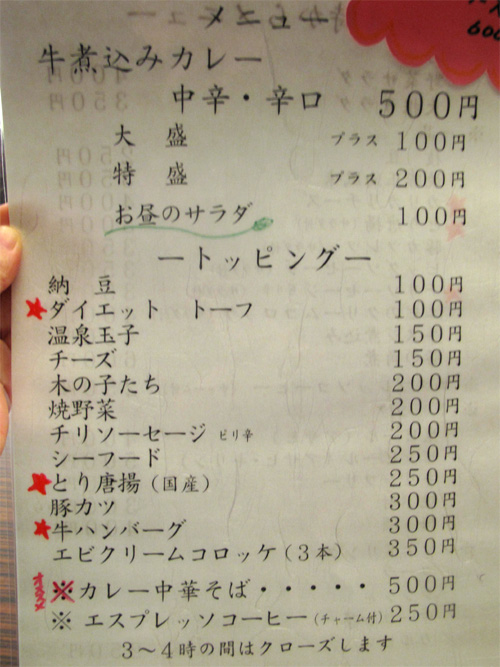 牛煮込みカレー
中辛・辛口 500円
大盛 プラス 100円
特盛 プラス 200円
お昼のサラダ 100円
ートッピングー
納豆 100円
★ダイエット トーフ 100円
温泉玉子 150円
チーズ 150円
木の子たち 200円
焼野菜 200円
チリソーセージ ピリ辛 200円
シーフード 250円
★とり唐揚(国産) 250円
豚カツ 300円
★牛ハンバーグ 300円
エビクリームコロッケ(3本) 350円
オススメ ※カレー中華そば・・・・・ 500円
※エスプレッソコーヒー(チャーム付) 250円
3～4時の間はクローズします